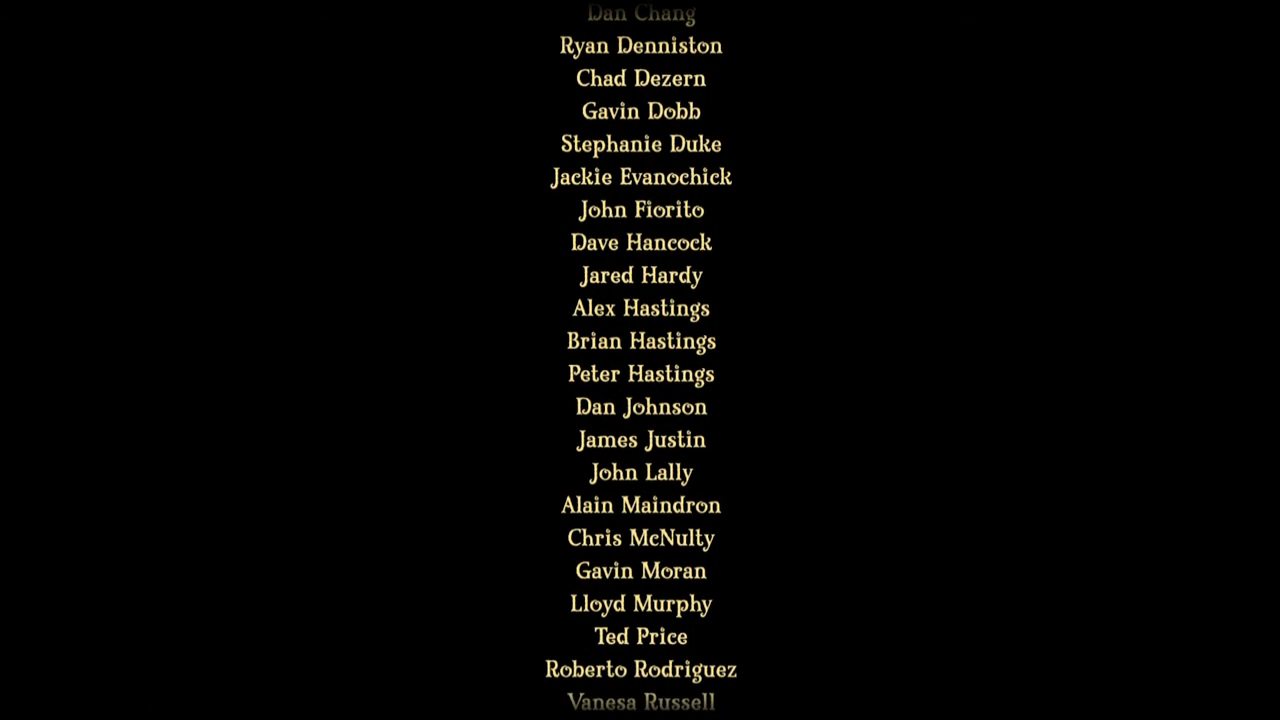 Dan Chang
Ryan Denniston
Chad Dezern
Gavin Dobb
Stephanie Duke
Jackie Evanochick
John Fiorito
Dave Hancock
Jared Hardy
Alex Hastings
Brian Hastings
Peter Hastings
Dan Johnson
James Justin
John Lally
Alain Maindron
Chris McNulty
Gavin Moran
Lloyd Murphy
Ted Price
Roberto Rodriguez
Vanesa Russell